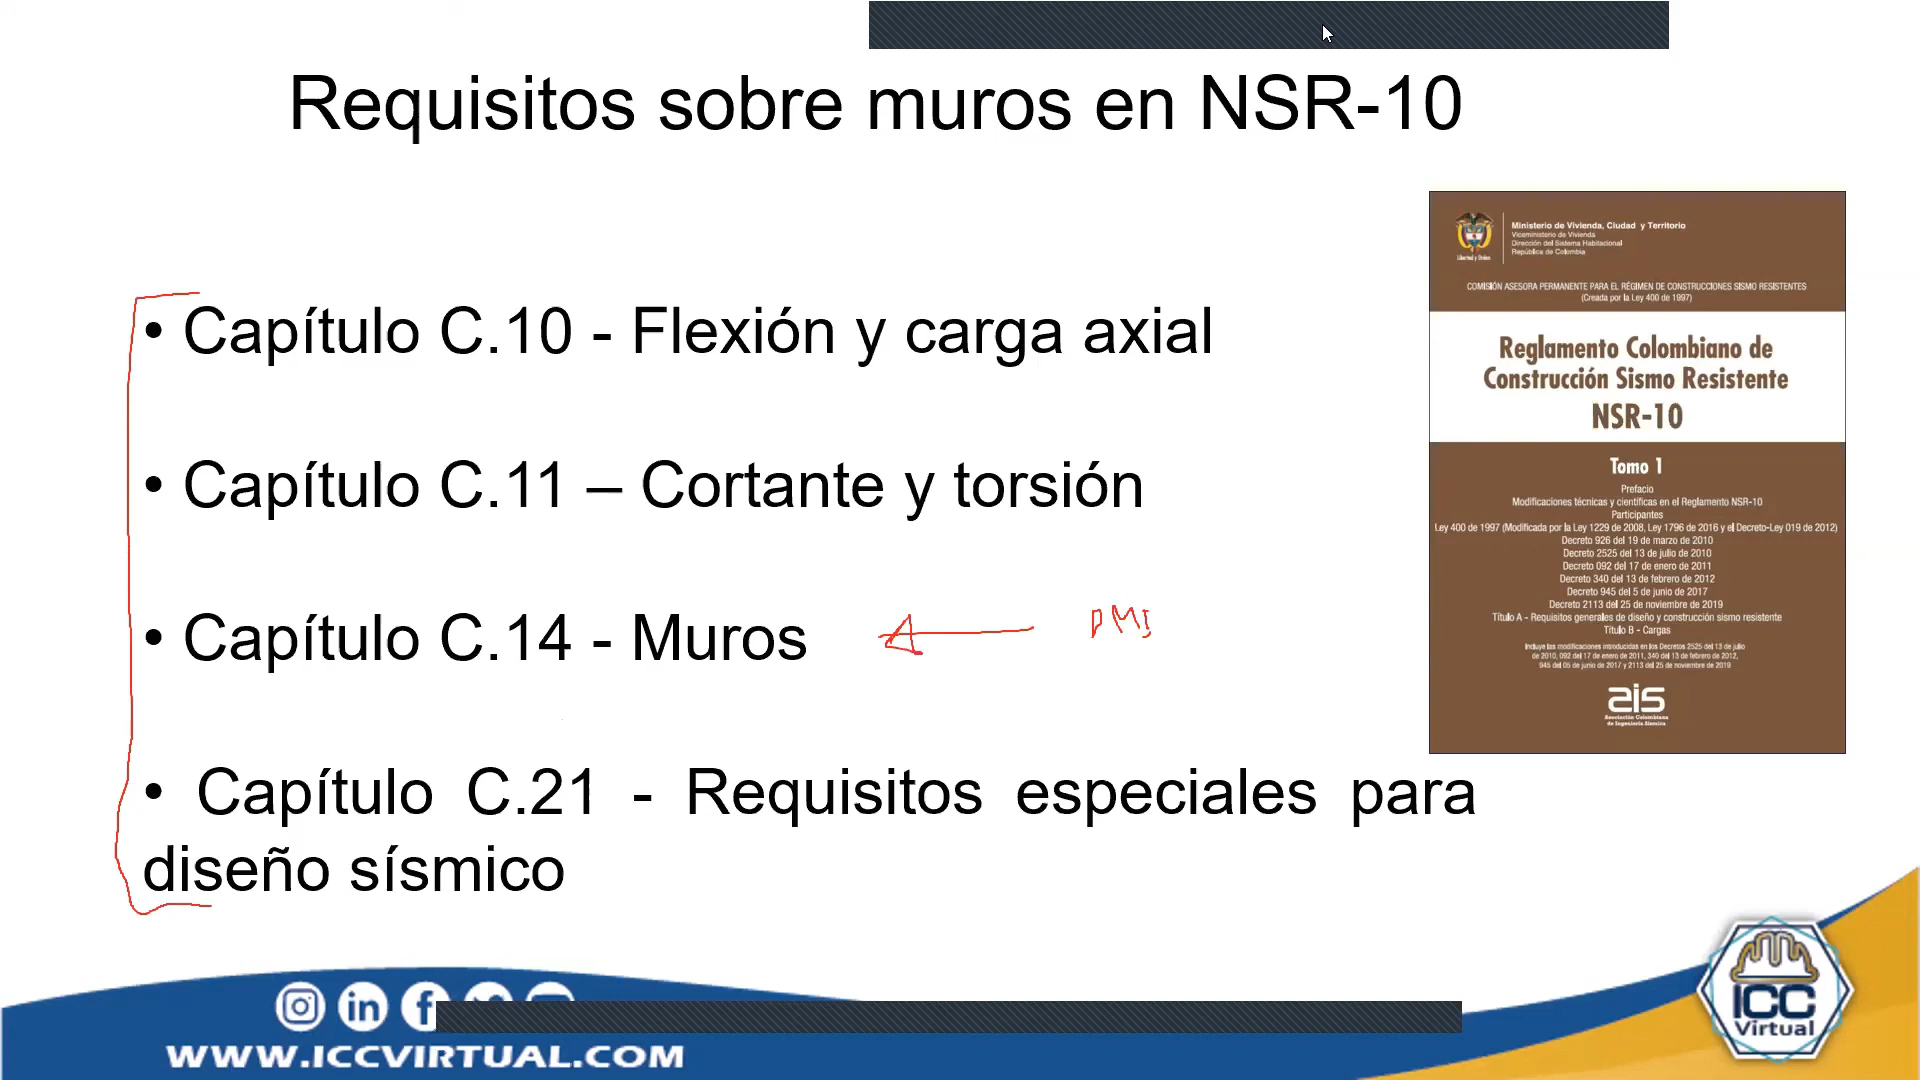 Requisitos sobre muros en NSR-10
• Capítulo C.10 - Flexión y carga axial
• Capítulo C.11 – Cortante y torsión
• Capítulo C.14 - Muros
DMI
• Capítulo C.21 - Requisitos especiales para
diseño sísmico
Libertad y Orden
Ministerio de Vivienda, Ciudad y Territorio
Viceministerio de Vivienda
Dirección del Sistema Habitacional
República de Colombia
COMISIÓN ASESORA PERMANENTE PARA EL RÉGIMEN DE CONSTRUCCIONES SISMO RESISTENTES
(Creada por la Ley 400 de 1997)
Reglamento Colombiano de
Construcción Sismo Resistente
NSR-10
Tomo 1
Prefacio
Modificaciones técnicas y científicas en el Reglamento NSR-10
Participantes
Ley 400 de 1997 (Modificada por la Ley 1229 de 2008, Ley 1796 de 2016 y el Decreto-Ley 019 de 2012)
Decreto 926 del 19 de marzo de 2010
Decreto 2525 del 13 de julio de 2010
Decreto 092 del 17 de enero de 2011
Decreto 340 del 13 de febrero de 2012
Decreto 945 del 5 de junio de 2017
Decreto 2113 del 25 de noviembre de 2019
Título A - Requisitos generales de diseño y construcción sismo resistente
Título B - Cargas
Incluye las modificaciones introducidas en los Decretos 2525 del 13 de julio
de 2010, 092 del 17 de enero de 2011, 340 del 13 de febrero de 2012,
945 del 05 de junio de 2017 y 2113 del 25 de noviembre de 2019
ais
Asociación Colombiana
de Ingeniería Sísmica
WWW.ICCVIRTUAL.COM
ICC
Virtual